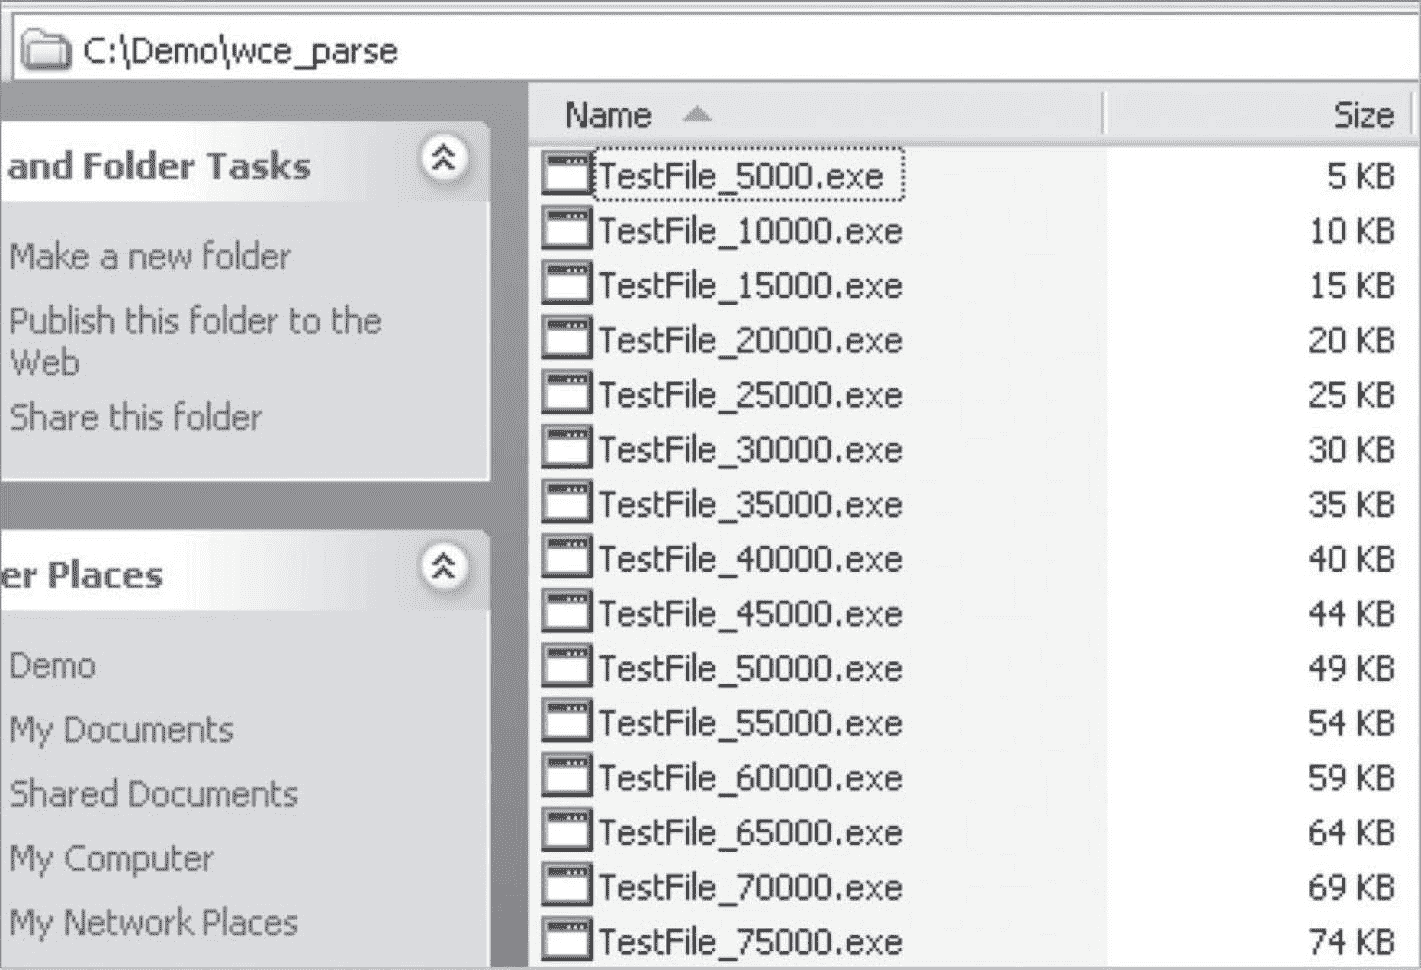 C:\Demo\wce_parse
and Folder Tasks
Make a new folder
Publish this folder to the
Web
Share this folder
er Places
Demo
My Documents
Shared Documents
My Computer
My Network Places
Name Size
TestFile_5000.exe 5 KB
TestFile_10000.exe 10 KB
TestFile_15000.exe 15 KB
TestFile_20000.exe 20 KB
TestFile_25000.exe 25 KB
TestFile_30000.exe 30 KB
TestFile_35000.exe 35 KB
TestFile_40000.exe 40 KB
TestFile_45000.exe 44 KB
TestFile_50000.exe 49 KB
TestFile_55000.exe 54 KB
TestFile_60000.exe 59 KB
TestFile_65000.exe 64 KB
TestFile_70000.exe 69 KB
TestFile_75000.exe 74 KB